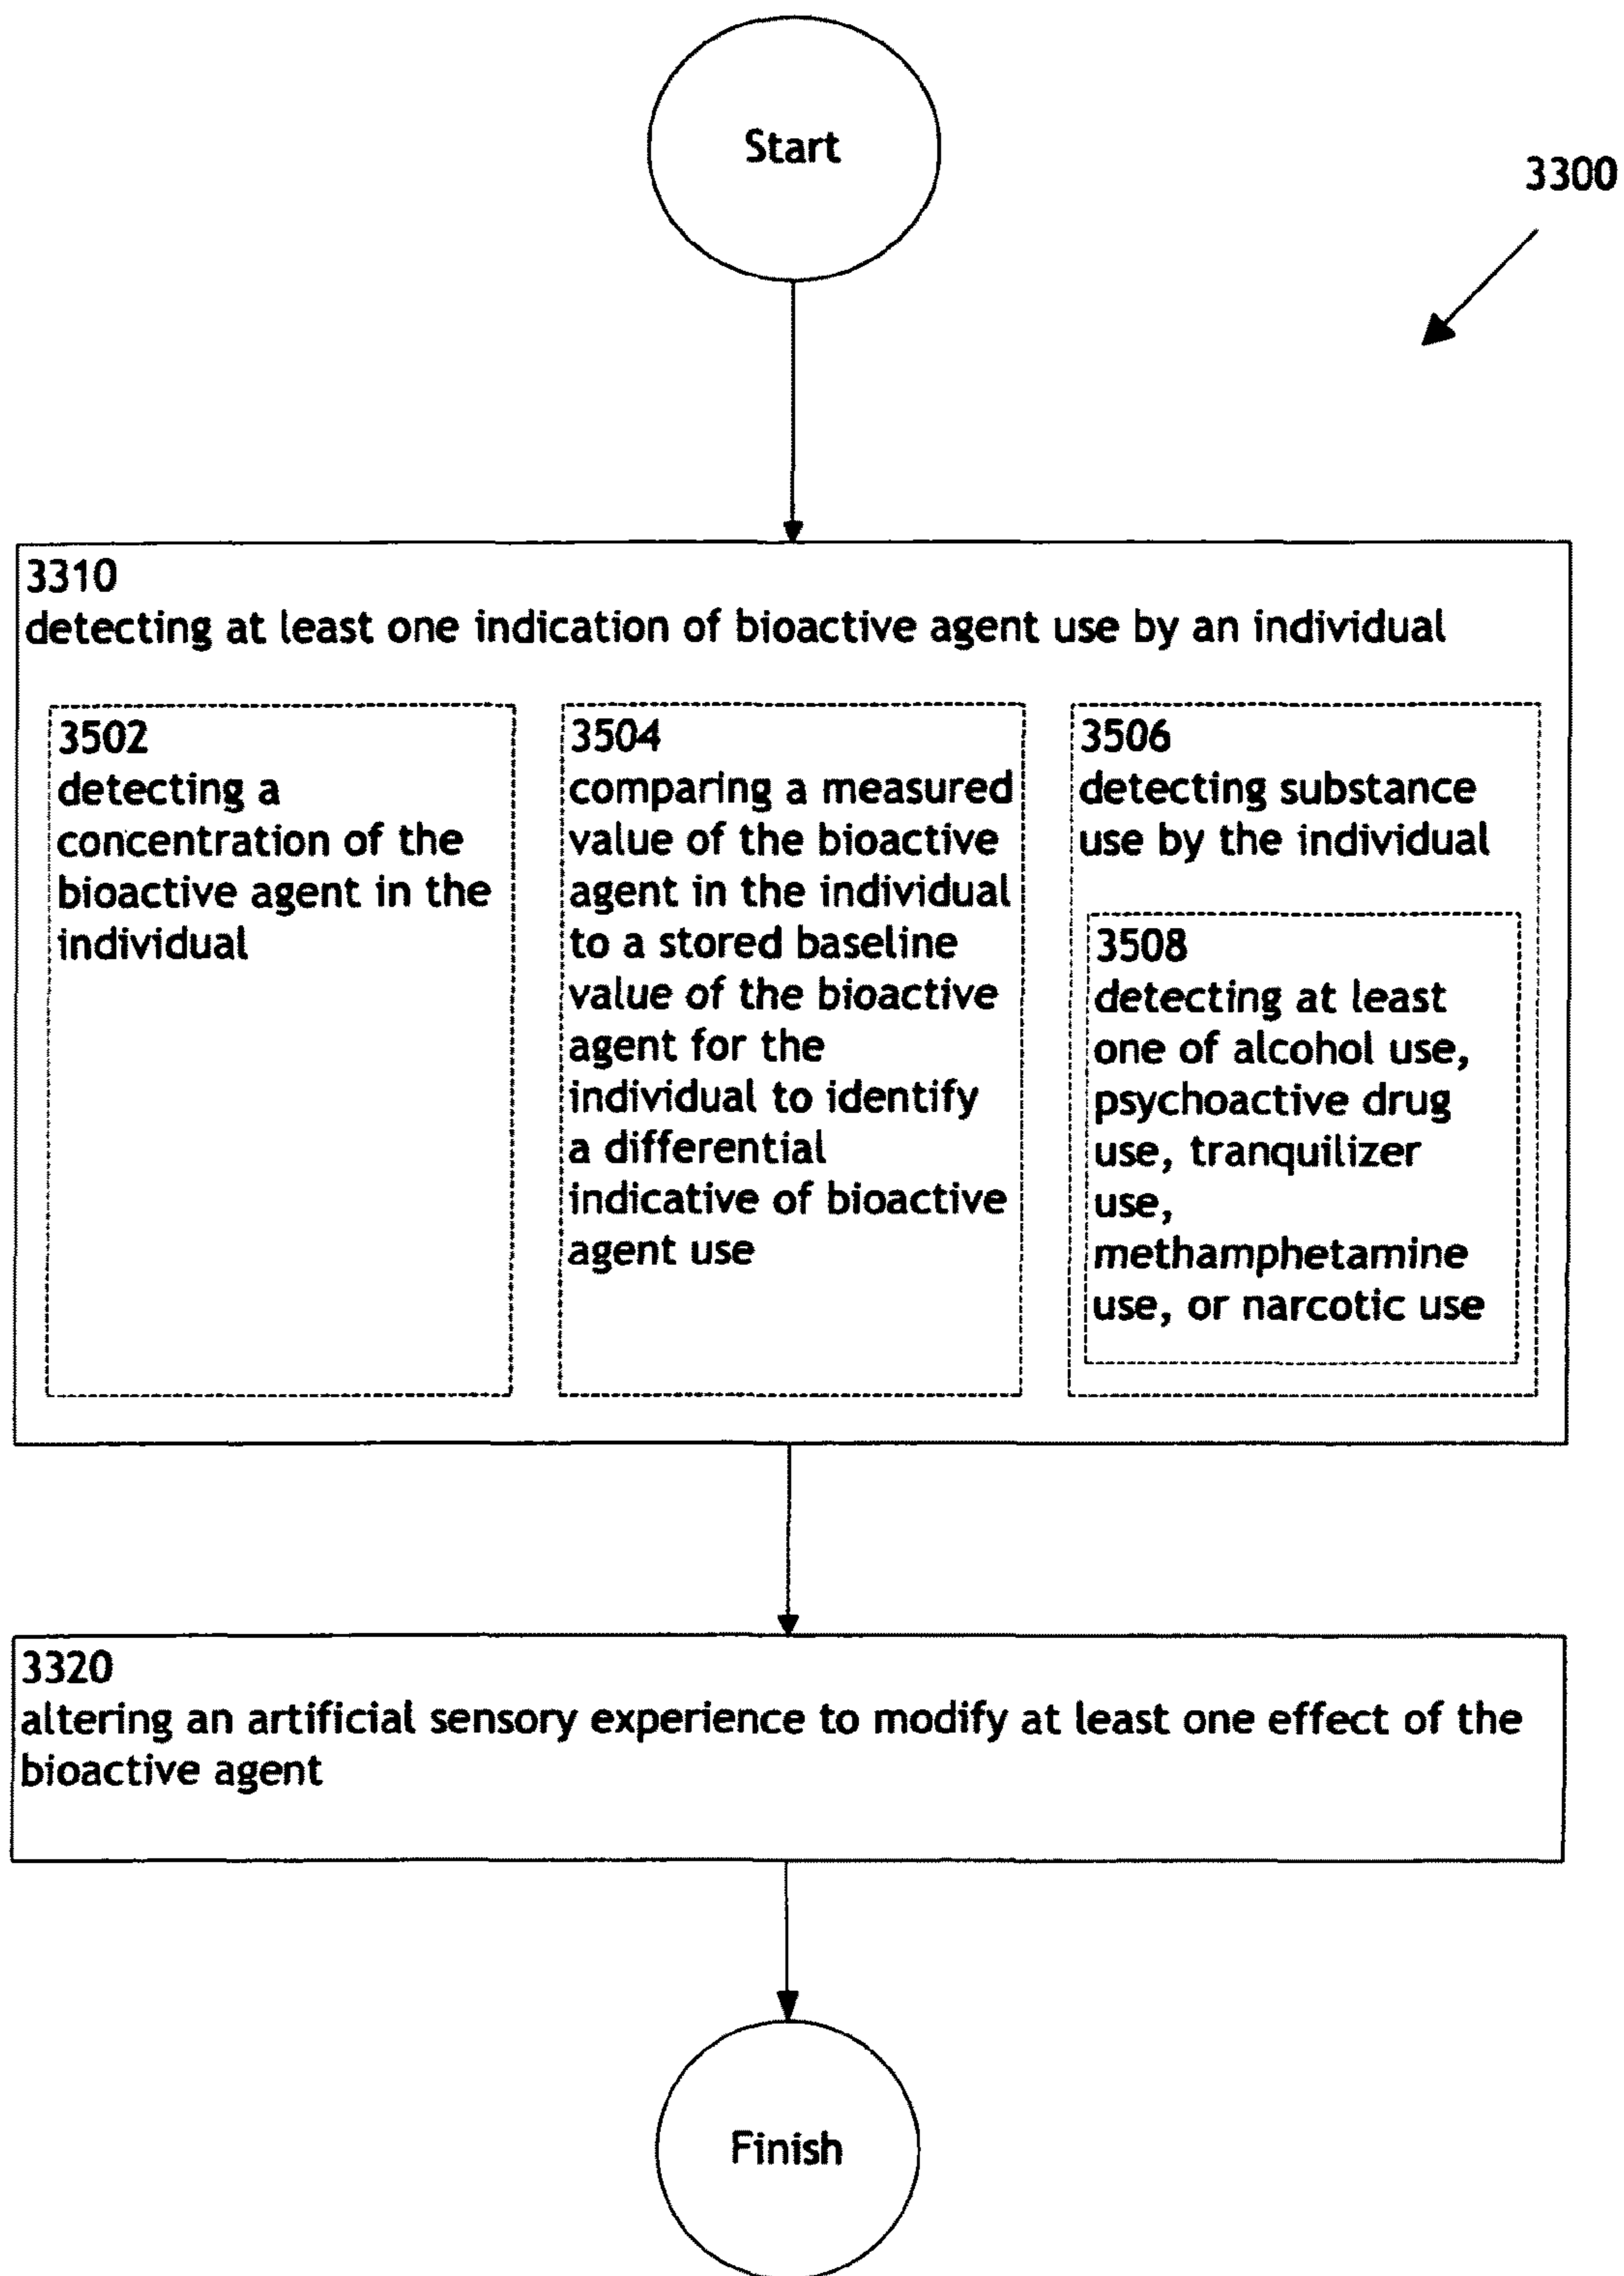 Start
3300
3310
detecting at least one indication of bioactive agent use by an individual
3502
detecting a
concentration of the
bioactive agent in the
individual
3504
comparing a measured
value of the bioactive
agent in the individual
to a stored baseline
value of the bioactive
agent for the
individual to identify
a differential
indicative of bioactive
agent use
3506
detecting substance
use by the individual
3508
detecting at least
one of alcohol use,
psychoactive drug
use, tranquilizer
use,
methamphetamine
use, or narcotic use
3320
altering an artificial sensory experience to modify at least one effect of the
bioactive agent
Finish